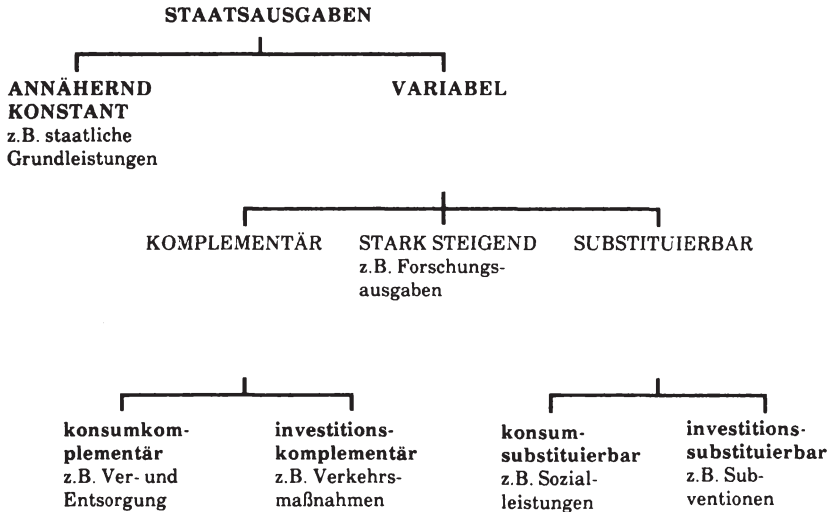 STAATSAUSGABEN
ANNÄHERND
KONSTANT
z.B. staatliche
Grundleistungen
VARIABEL
KOMPLEMENTÄR
STARK STEIGEND
z.B. Forschungs-
ausgaben
SUBSTITUIERBAR
konsumkom-
plementär
z.B. Ver- und
Entsorgung
investitions-
komplementär
z.B. Verkehrs-
maßnahmen
konsum-
substituierbar
z.B. Sozial-
leistungen
investitions-
substituierbar
z.B. Sub-
ventionen